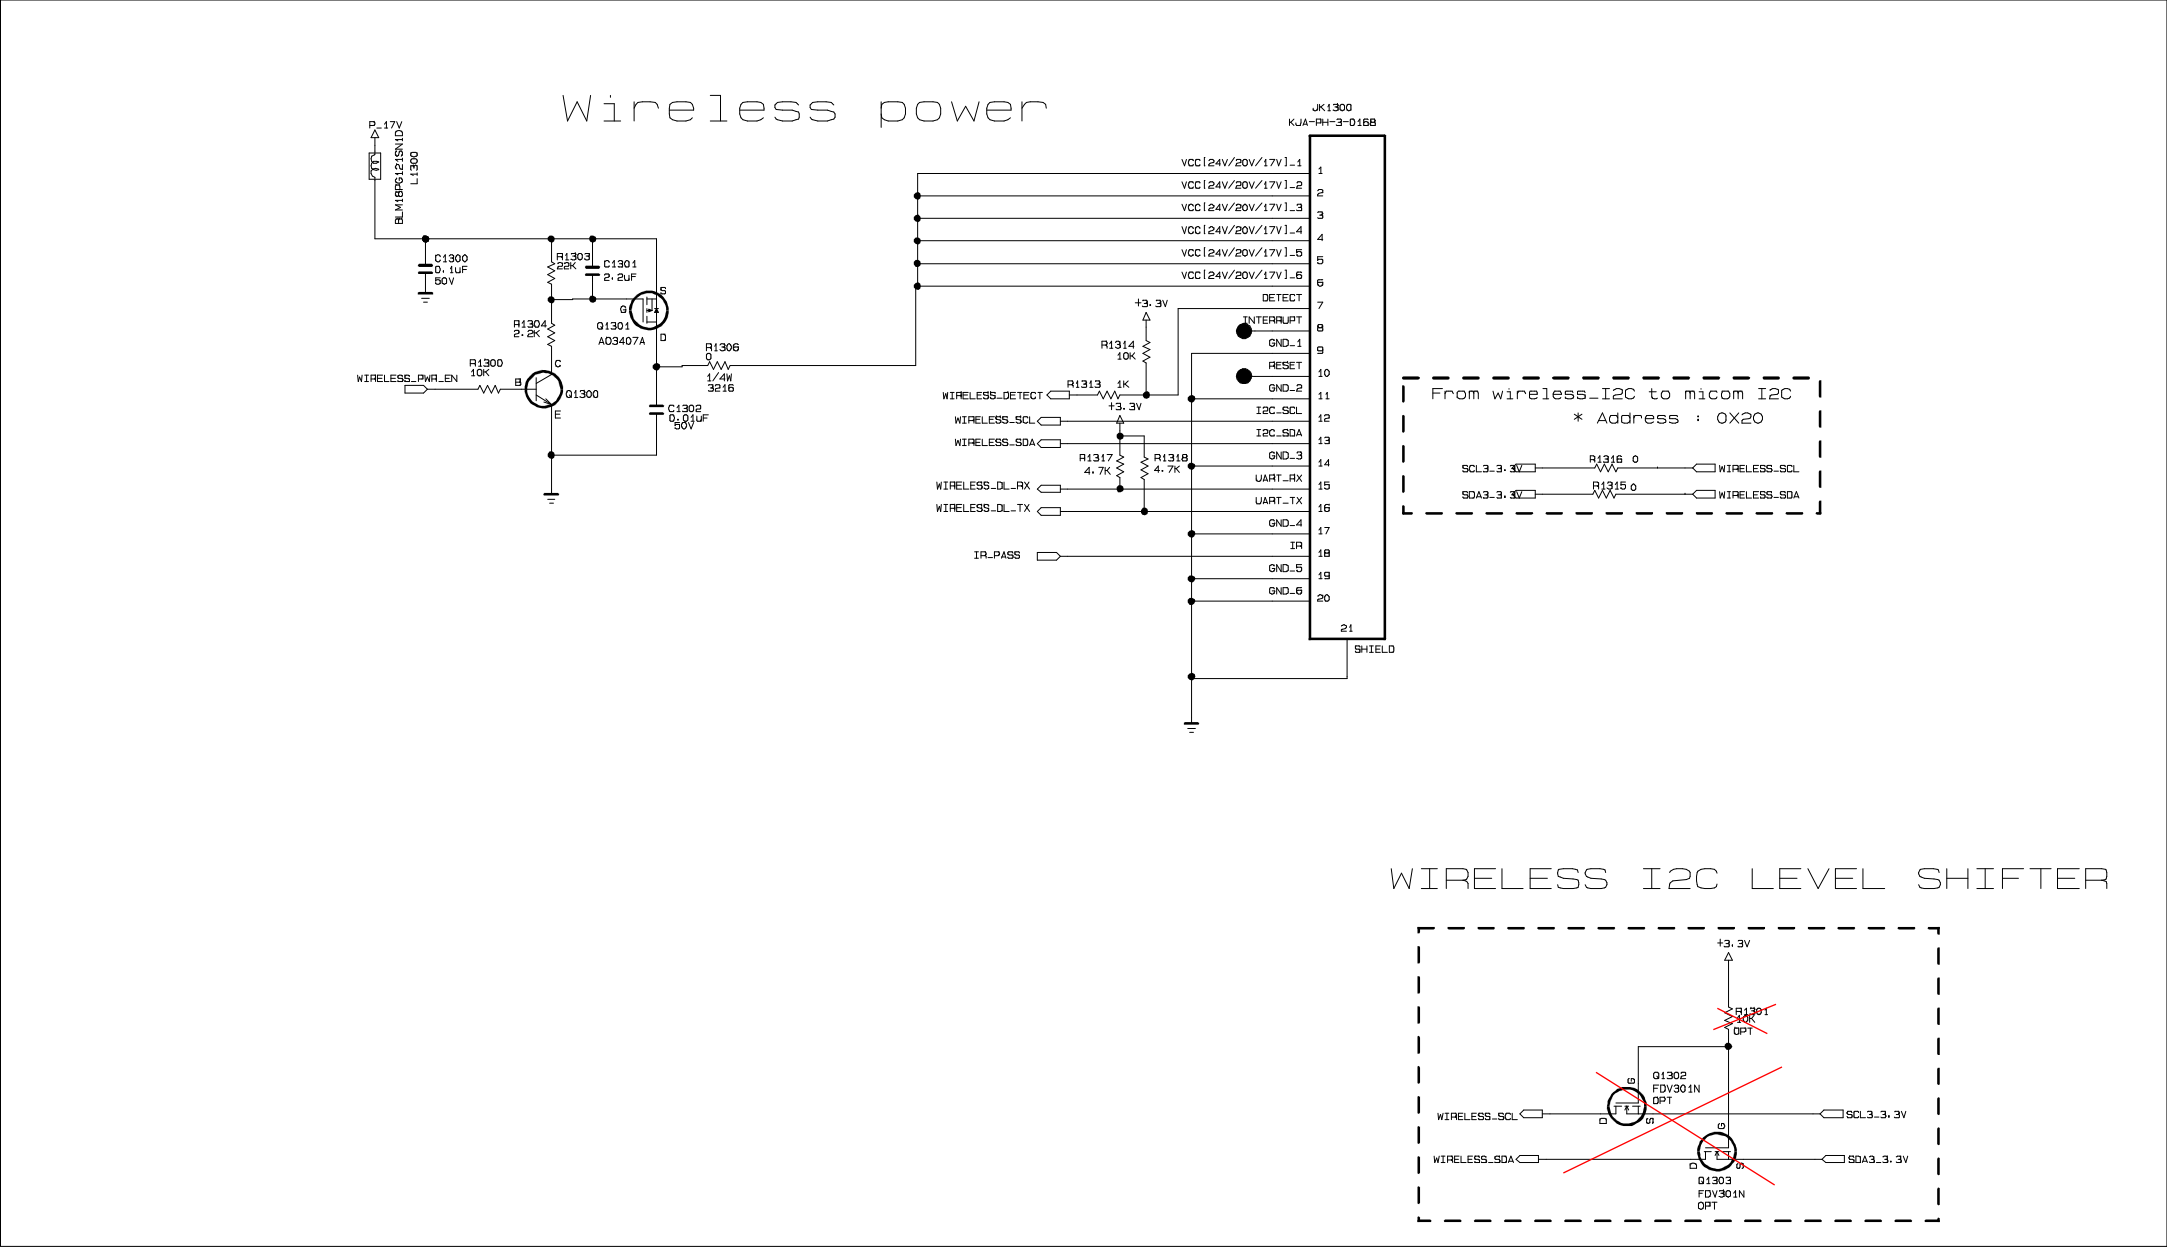 Wireless power
JK1300
KJA-PH-3-0168
P_17V
BLM18PG121SN1D
L1300
C1300
0.1uF
50V
R1303
22K
C1301
2.2uF
S
G
Q1301
AO3407A
D
R1304
2.2K
R1300
10K
WIRELESS_PWR_EN
B
C
E
Q1300
R1306
0
1/4W
3216
C1302
0.01uF
50V
VCC[24V/20V/17V]_1
1
VCC[24V/20V/17V]_2
2
VCC[24V/20V/17V]_3
3
VCC[24V/20V/17V]_4
4
VCC[24V/20V/17V]_5
5
VCC[24V/20V/17V]_6
6
DETECT
7
INTERRUPT
8
GND_1
9
RESET
10
GND_2
11
I2C_SCL
12
I2C_SDA
13
GND_3
14
UART_RX
15
UART_TX
16
GND_4
17
IR
18
GND_5
19
GND_6
20
21
SHIELD
+3.3V
R1314
10K
R1313 1K
WIRELESS_DETECT
+3.3V
WIRELESS_SCL
WIRELESS_SDA
R1317
4.7K
R1318
4.7K
WIRELESS_DL_RX
WIRELESS_DL_TX
IR_PASS
From wireless_I2C to micom I2C
* Address : 0X20
SCL3_3.3V
R1316 0
WIRELESS_SCL
SDA3_3.3V
R1315 0
WIRELESS_SDA
WIRELESS I2C LEVEL SHIFTER
+3.3V
R1301
10K
OPT
Q1302
FDV301N
OPT
G
D
S
WIRELESS_SCL
SCL3_3.3V
G
WIRELESS_SDA
D
S
SDA3_3.3V
Q1303
FDV301N
OPT